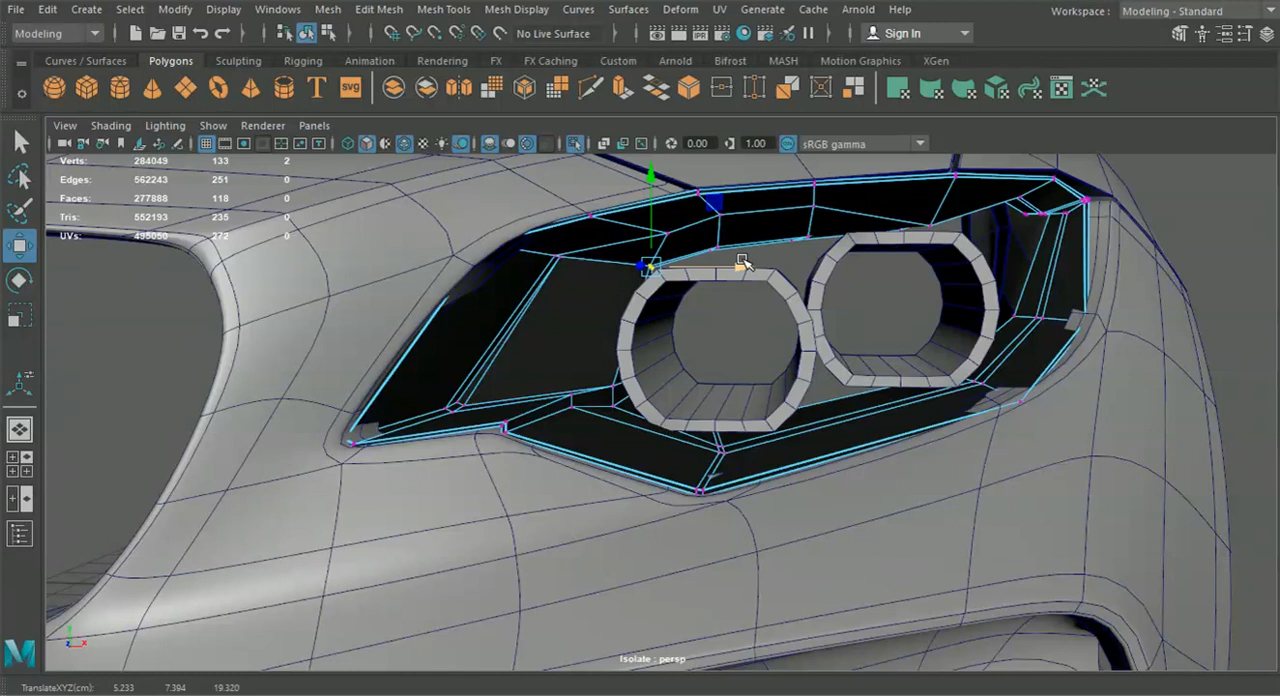 File Edit Create Select Modify Display Windows Mesh Edit Mesh Mesh Tools Mesh Display Curves Surfaces Deform UV Generate Cache Arnold Help Workspace: Modeling - Standard
Modeling No Live Surface Sign In
Curves / Surfaces Polygons Sculpting Rigging Animation Rendering FX FX Caching Custom Arnold Bifrost MASH Motion Graphics XGen
T SVG
View Shading Lighting Show Renderer Panels
0.00 1.00 sRGB gamma
Verts: 284049 133 2
Edges: 562243 251 0
Faces: 277888 118 0
Tris: 552193 235 0
UVs: 495050 272 0
Isolate : persp
TranslateXYZ(cm): 5.233 7.394 19.320